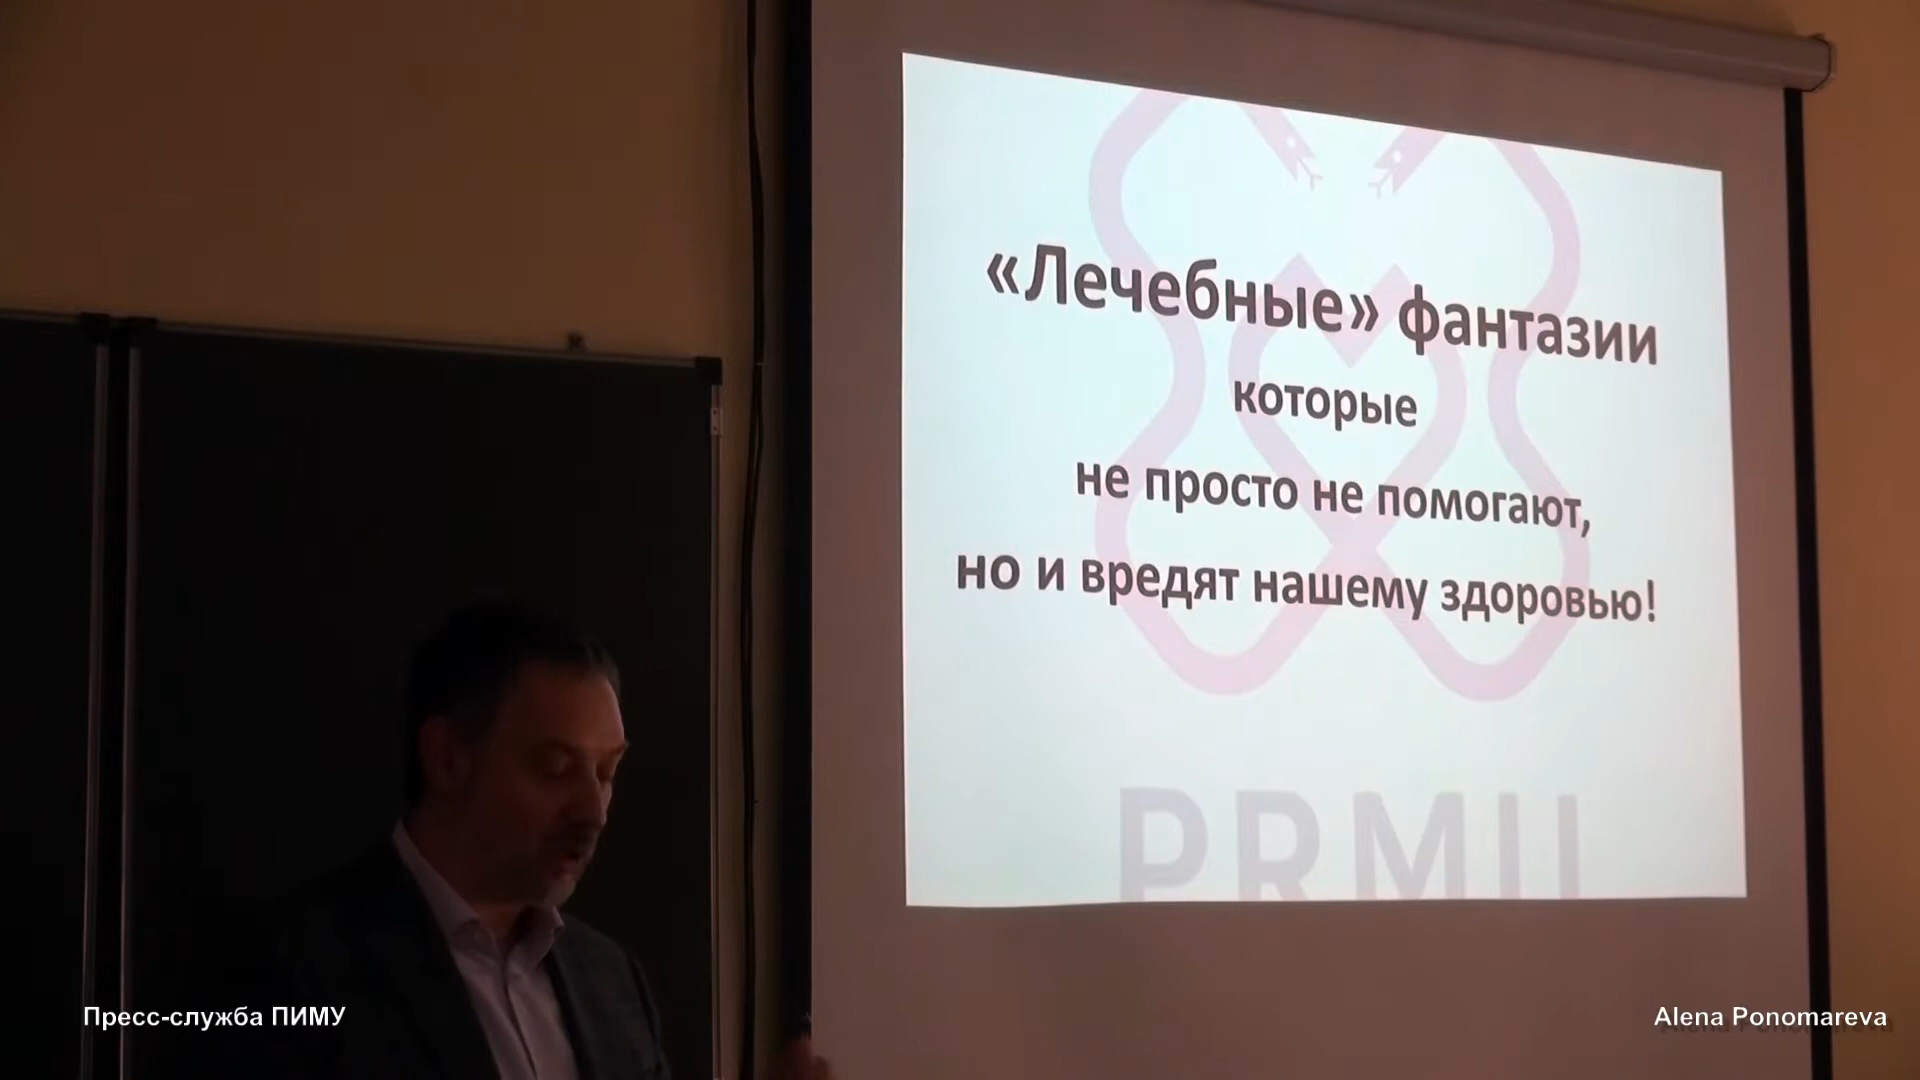 «Лечебные» фантазии
которые
не просто не помогают,
но и вредят нашему здоровью!
PRMU
Пресс-служба ПИМУ
Alena Ponomareva